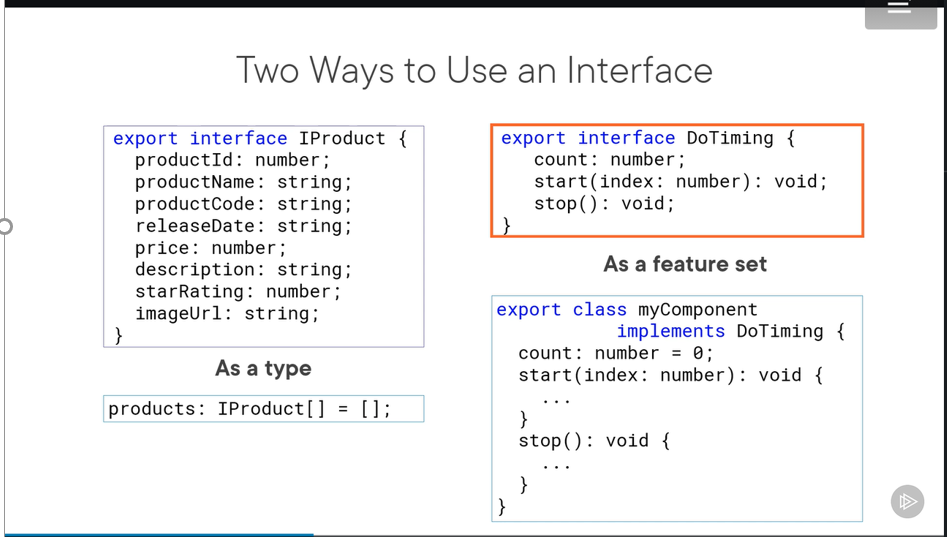 Two Ways to Use an Interface
export interface IProduct {
productId: number;
productName: string;
productCode: string;
releaseDate: string;
price: number;
description: string;
starRating: number;
imageUrl: string;
}
As a type
products: IProduct[] = [];
export interface DoTiming {
count: number;
start(index: number): void;
stop(): void;
}
As a feature set
export class myComponent
implements DoTiming {
count: number = 0;
start(index: number): void {
...
}
stop(): void {
...
}
}